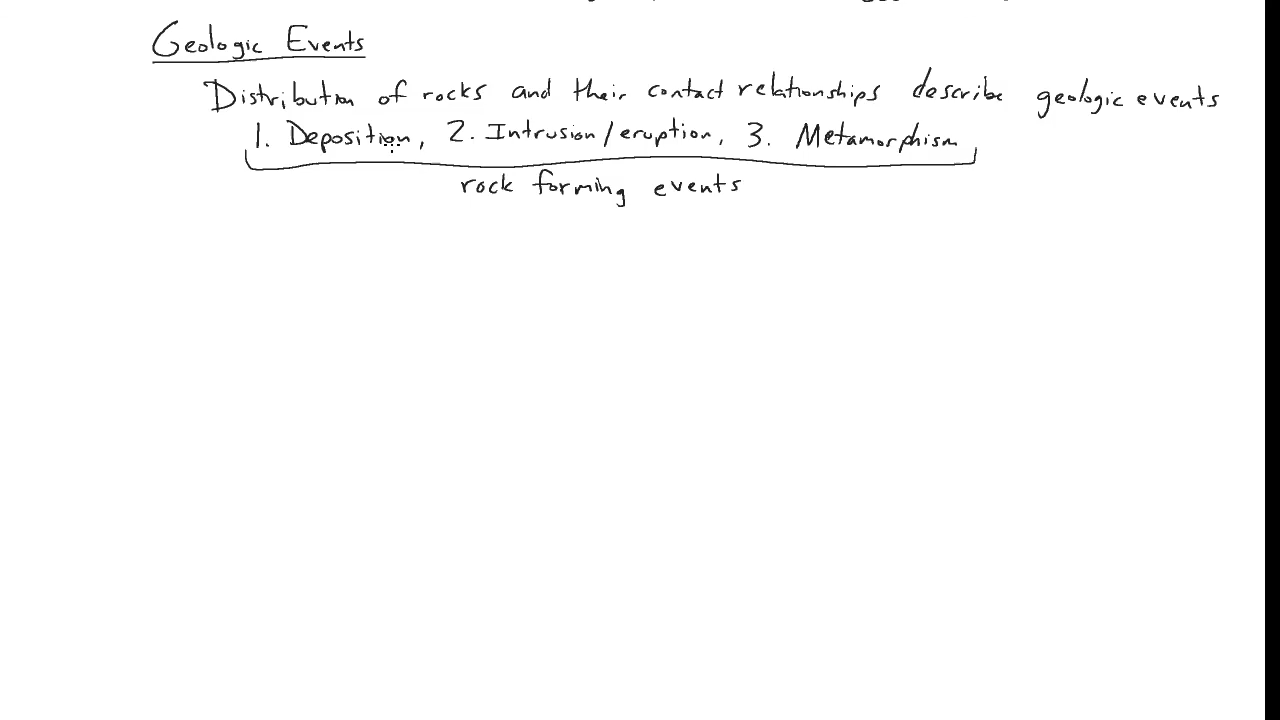 Geologic Events
Distribution of rocks and their contact relationships describe geologic events
1. Deposition, 2. Intrusion/eruption, 3. Metamorphism
rock forming events